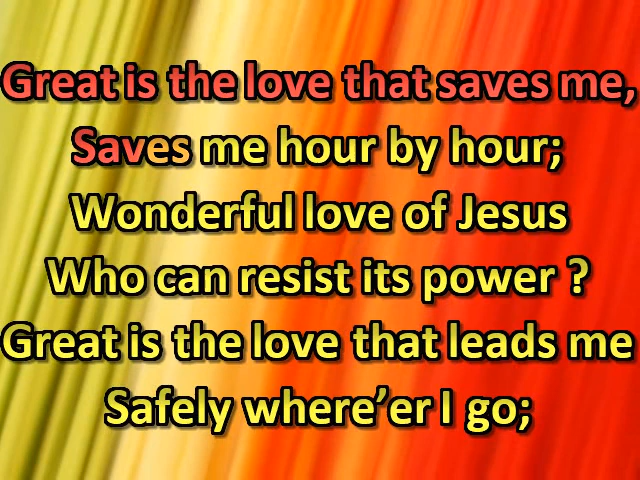 Great is the love that saves me,
Saves me hour by hour;
Wonderful love of Jesus
Who can resist its power ?
Great is the love that leads me
Safely where’er I go;